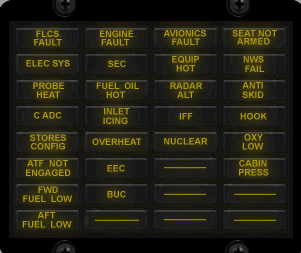 FLCS FAULT
ENGINE FAULT
AVIONICS FAULT
SEAT NOT ARMED
ELEC SYS
SEC
EQUIP HOT
NWS FAIL
PROBE HEAT
FUEL OIL HOT
RADAR ALT
ANTI SKID
C ADC
INLET ICING
IFF
HOOK
STORES CONFIG
OVERHEAT
NUCLEAR
OXY LOW
ATF NOT ENGAGED
EEC
CABIN PRESS
FWD FUEL LOW
BUC
AFT FUEL LOW